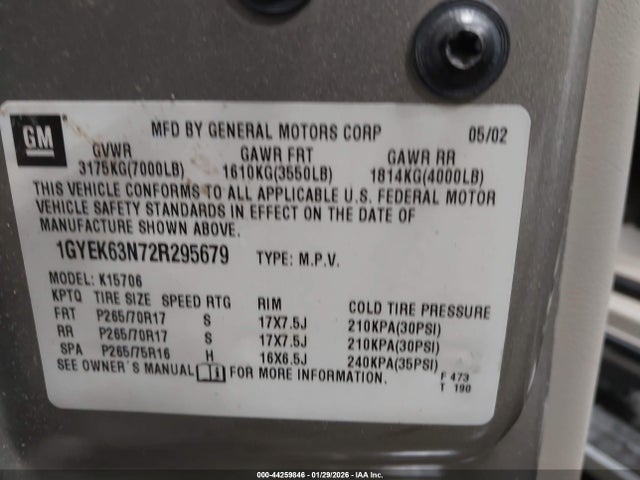 GM
MFD BY GENERAL MOTORS CORP 05/02
GVWR GAWR FRT GAWR RR
3175KG(7000LB) 1610KG(3550LB) 1814KG(4000LB)
THIS VEHICLE CONFORMS TO ALL APPLICABLE U.S. FEDERAL MOTOR
VEHICLE SAFETY STANDARDS IN EFFECT ON THE DATE OF
MANUFACTURE SHOWN ABOVE.
1GYEK63N72R295679 TYPE: M.P.V.
MODEL: K15706
KPTQ TIRE SIZE SPEED RTG RIM COLD TIRE PRESSURE
FRT P265/70R17 S 17X7.5J 210KPA(30PSI)
RR P265/70R17 S 17X7.5J 210KPA(30PSI)
SPA P265/75R16 H 16X6.5J 240KPA(35PSI)
SEE OWNER'S MANUAL FOR MORE INFORMATION.
F 473
T 190
000-44259846 - 01/29/2026 - IAA, Inc.